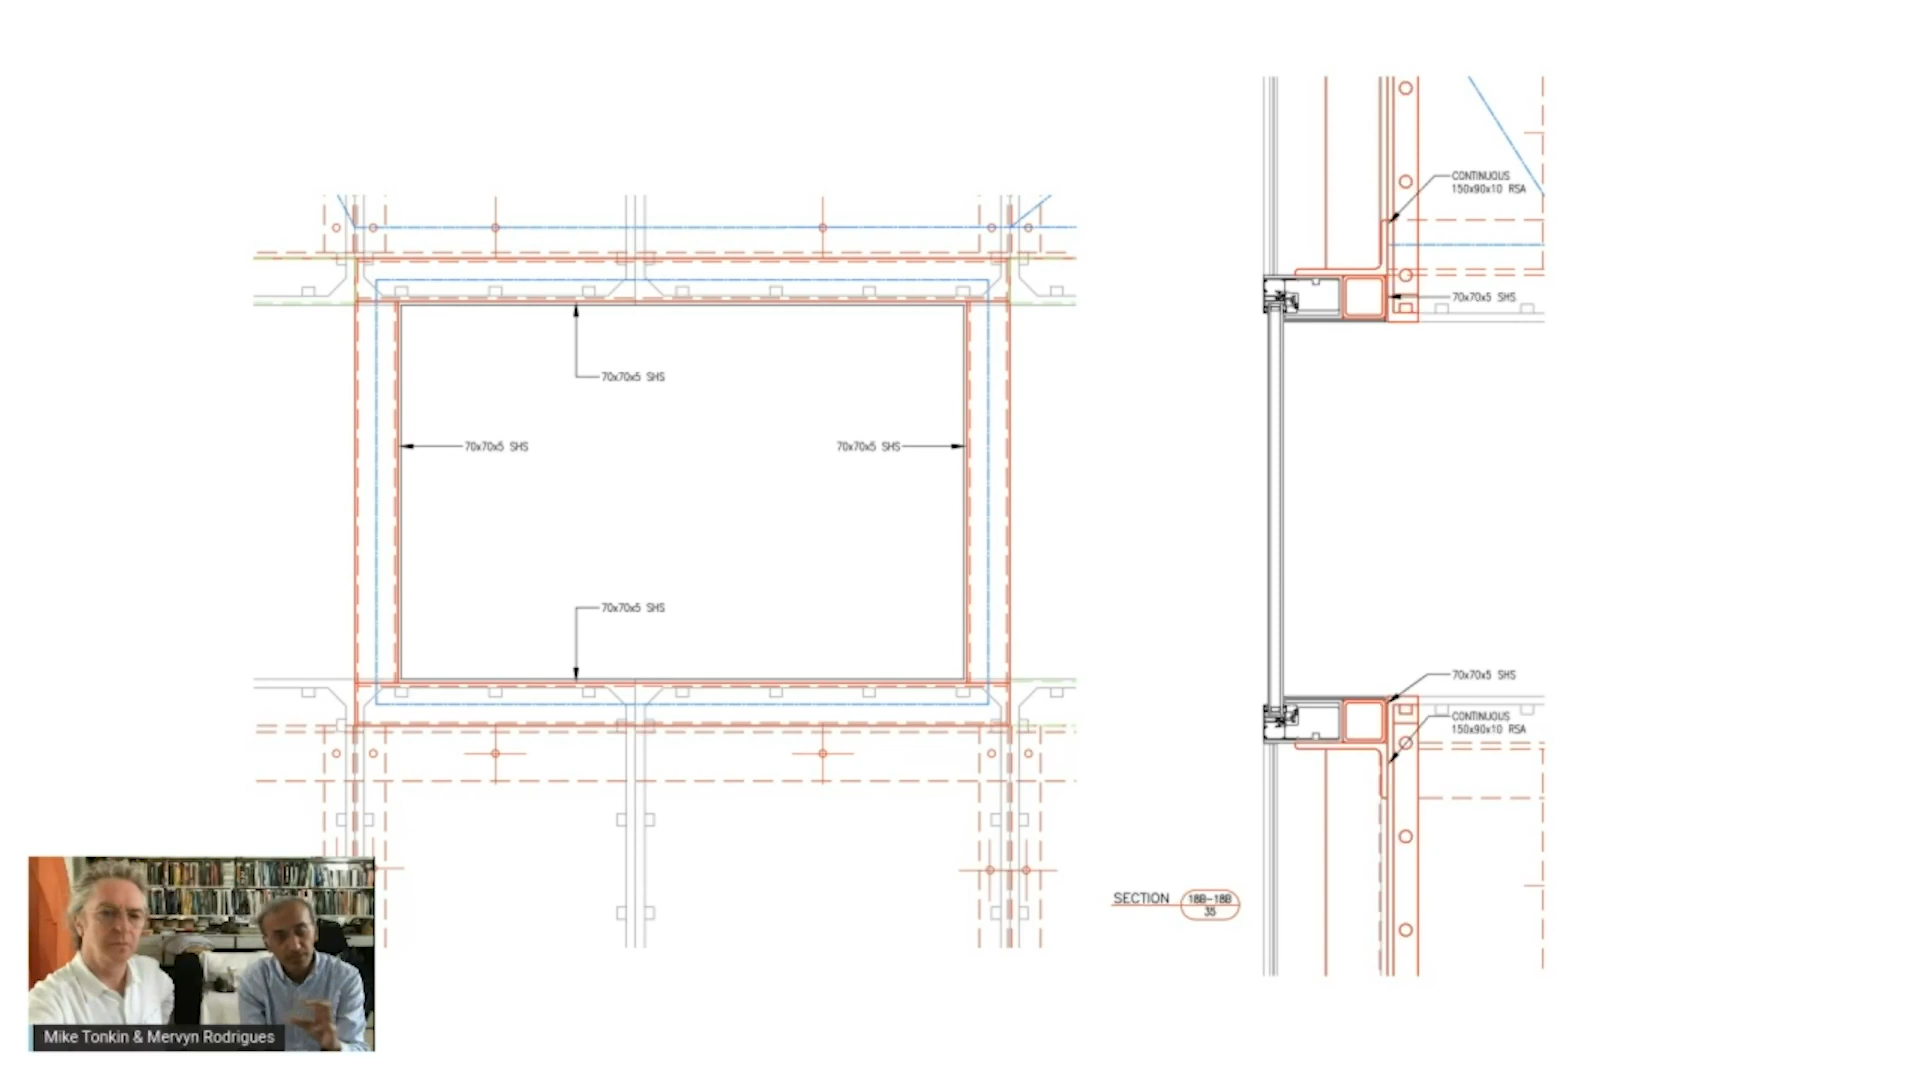 70x70x5 SHS
70x70x5 SHS
70x70x5 SHS
70x70x5 SHS
CONTINUOUS
150x90x10 RSA
70x70x5 SHS
70x70x5 SHS
CONTINUOUS
150x90x10 RSA
SECTION
18B-18B
35
Mike Tonkin & Mervyn Rodrigues